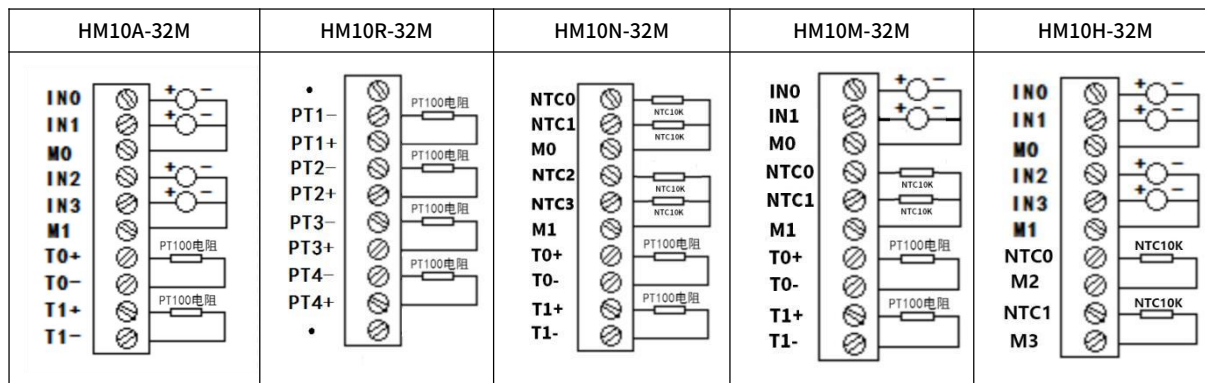 HM10A-32M
HM10R-32M
HM10N-32M
HM10M-32M
HM10H-32M
IN0 + -
IN1 + -
M0
IN2 + -
IN3 + -
M1
T0+ PT100电阻
T0-
T1+ PT100电阻
T1-
PT1- PT100电阻
PT1+
PT2- PT100电阻
PT2+
PT3- PT100电阻
PT3+
PT4- PT100电阻
PT4+
NTC0
NTC10K
NTC1
NTC10K
M0
NTC2
NTC10K
NTC3
NTC10K
M1
T0+ PT100电阻
T0-
T1+ PT100电阻
T1-
IN0 + -
IN1 + -
M0
NTC0
NTC10K
NTC1
NTC10K
M1
T0+ PT100电阻
T0-
T1+ PT100电阻
T1-
IN0 + -
IN1 + -
M0
IN2 + -
IN3 + -
M1
NTC0 NTC10K
M2
NTC1 NTC10K
M3